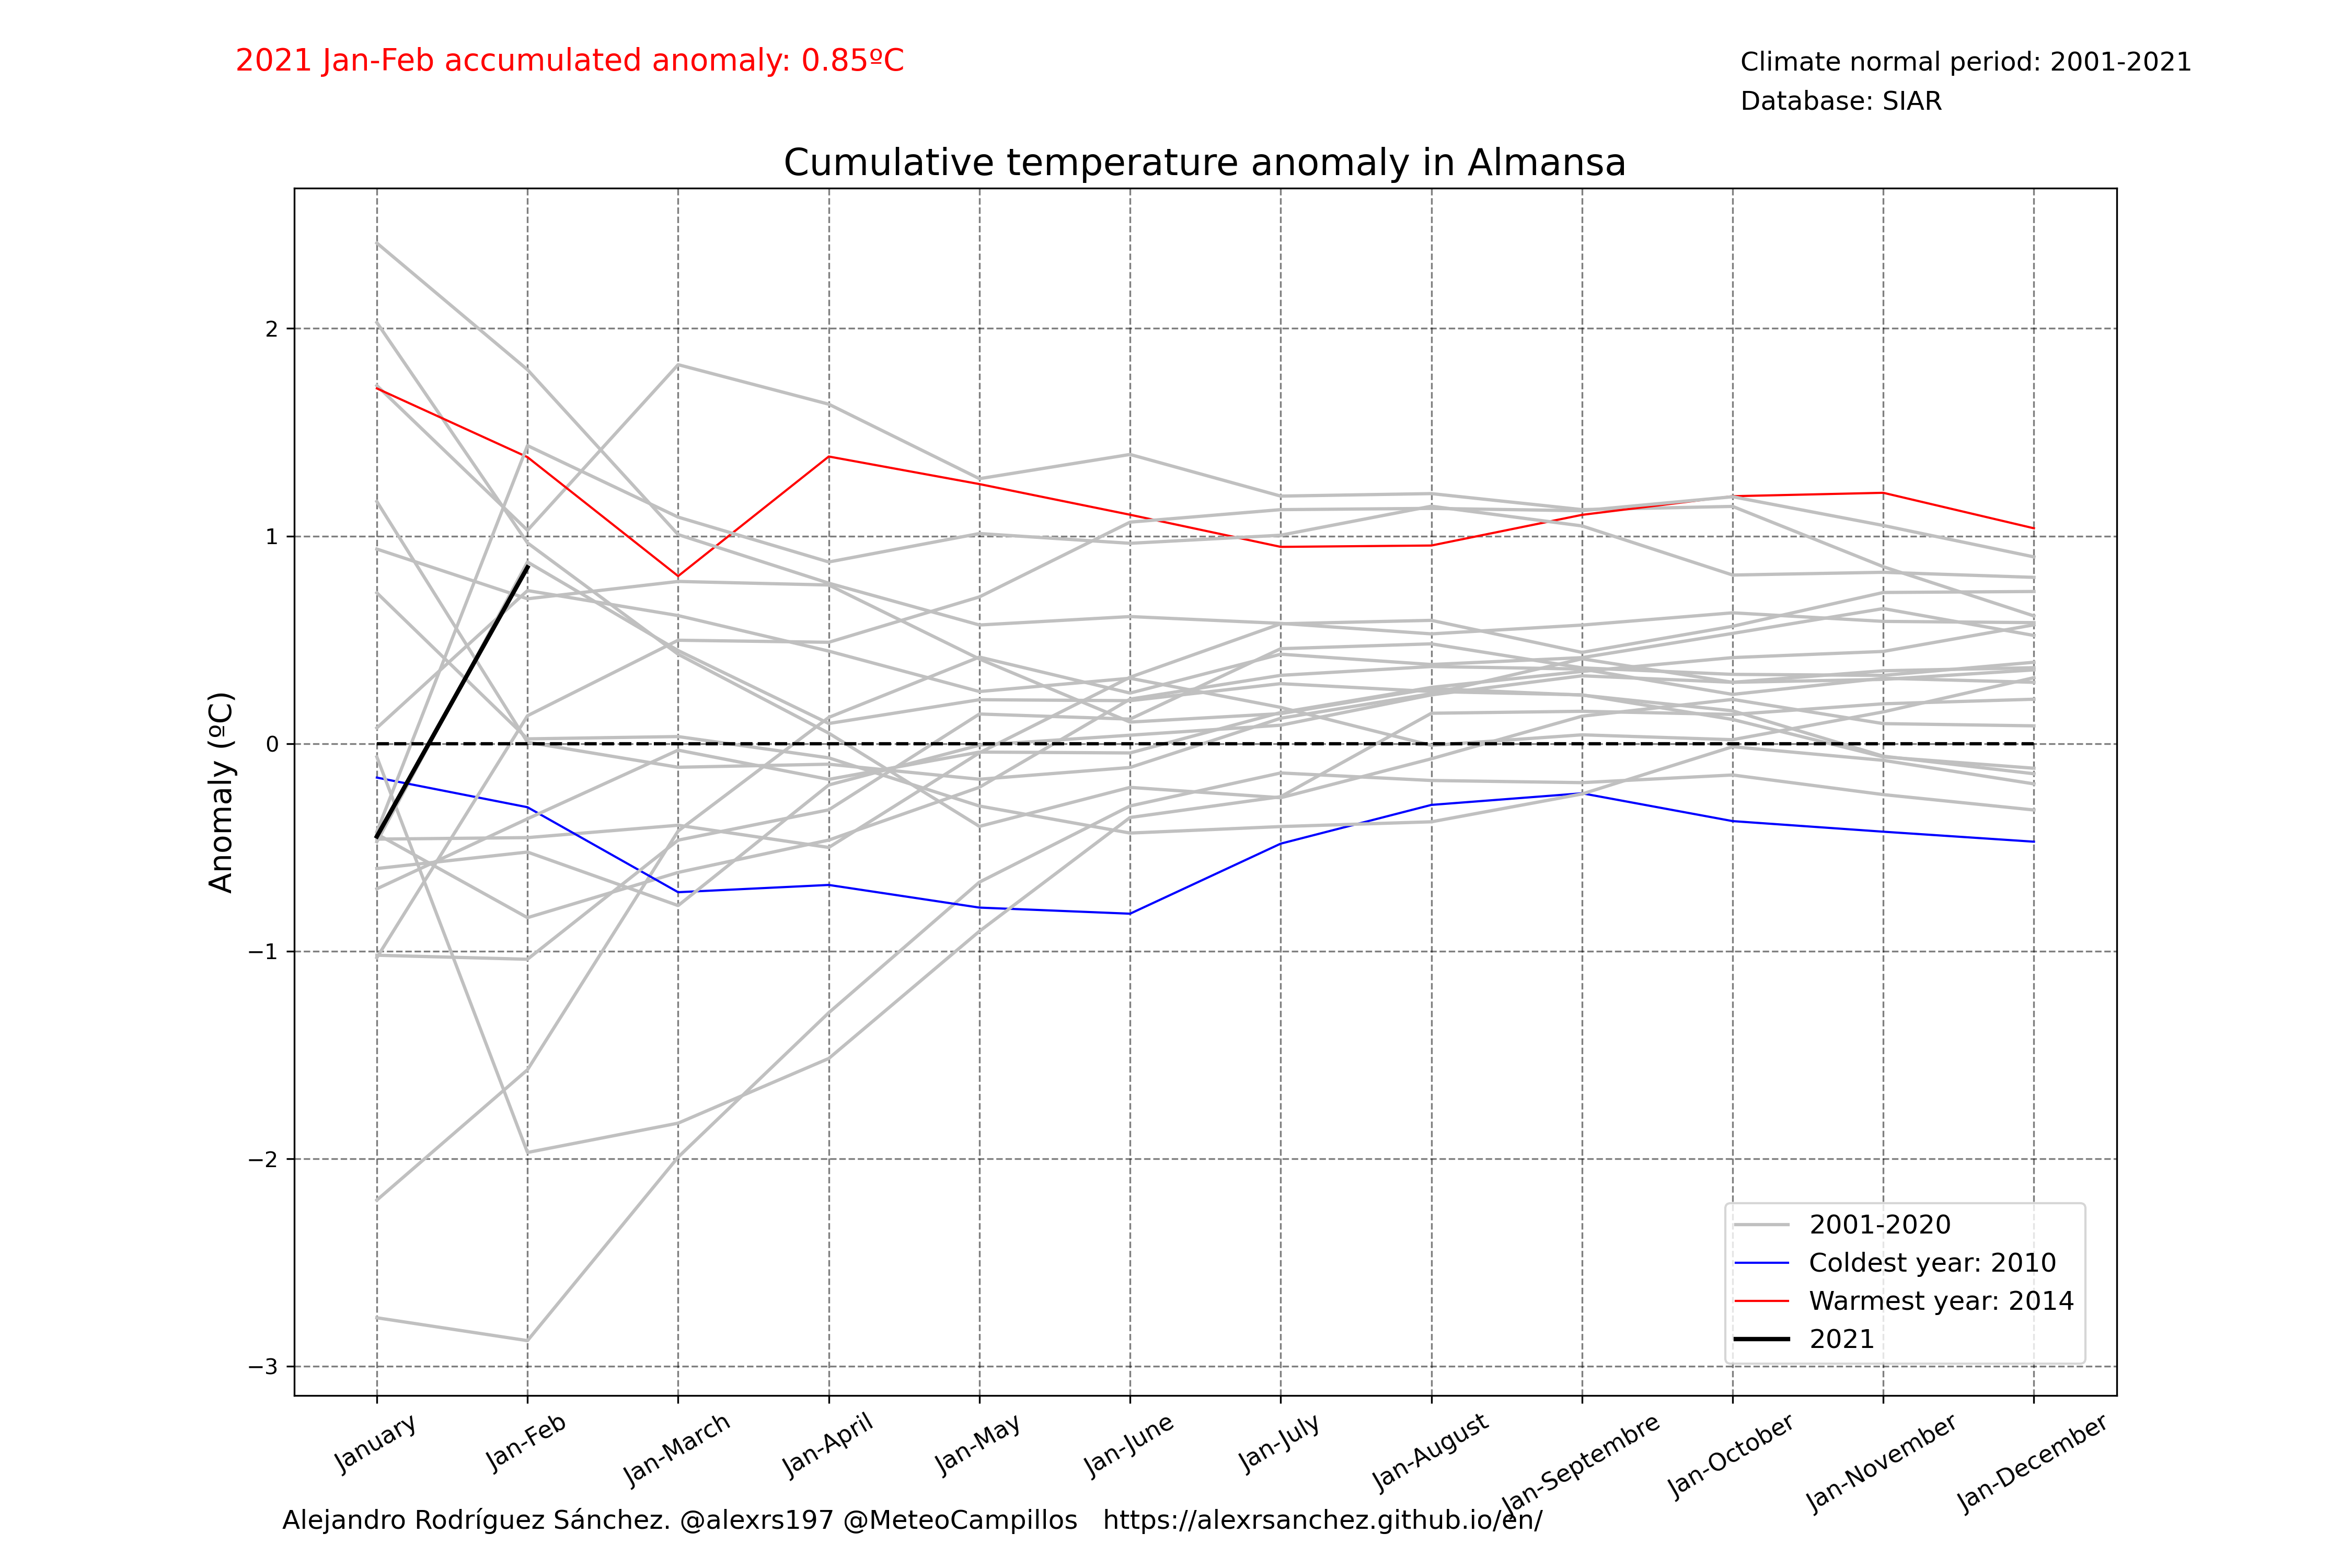 2021 Jan-Feb accumulated anomaly: 0.85ºC
Climate normal period: 2001-2021
Database: SIAR
Cumulative temperature anomaly in Almansa
Anomaly (ºC)
2
1
0
−1
−2
−3
2001-2020
Coldest year: 2010
Warmest year: 2014
2021
January
Jan-Feb
Jan-March
Jan-April
Jan-May
Jan-June
Jan-July
Jan-August
Jan-Septembre
Jan-October
Jan-November
Jan-December
Alejandro Rodríguez Sánchez. @alexrs197 @MeteoCampillos https://alexrsanchez.github.io/en/